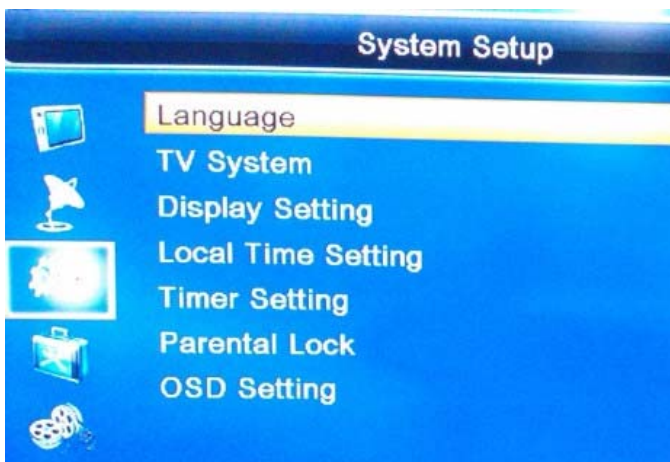 System Setup
Language
TV System
Display Setting
Local Time Setting
Timer Setting
Parental Lock
OSD Setting